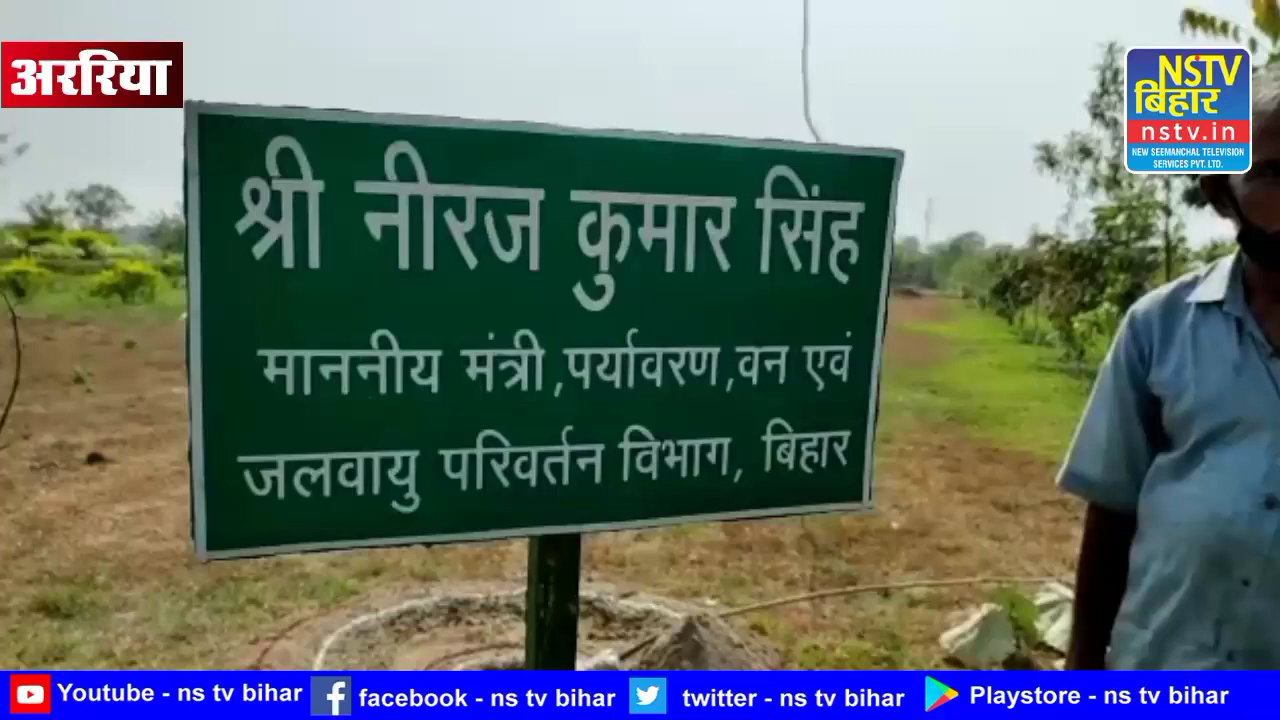 अररिया
NSTV
बिहार
nstv.in
NEW SEEMANCHAL TELEVISION
SERVICES PVT. LTD.
श्री नीरज कुमार सिंह
माननीय मंत्री,पर्यावरण,वन एवं
जलवायु परिवर्तन विभाग, बिहार
Youtube - ns tv bihar facebook - ns tv bihar twitter - ns tv bihar Playstore - ns tv bihar